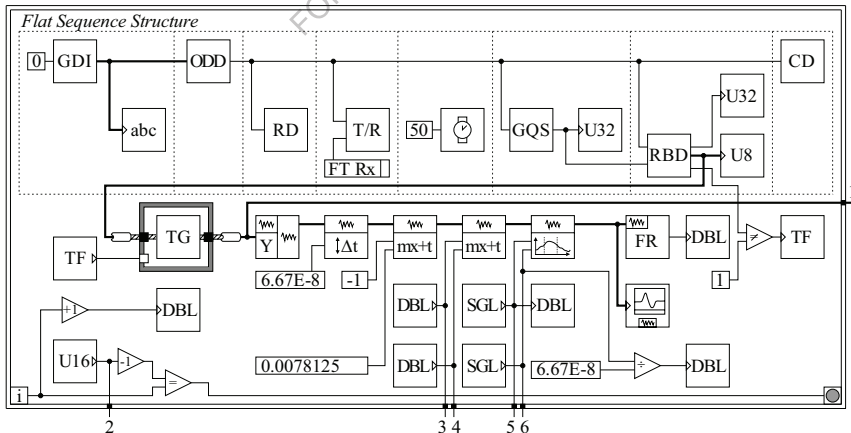 Flat Sequence Structure
FO
0
GDI
ODD
CD
abc
RD
T/R
50
GQS
U32
U32
RBD
U8
FT Rx
TG
TF
Y
Δt
mx+t
mx+t
FR
DBL
≠
TF
6.67E-8
-1
1
+1
DBL
DBL
SGL
DBL
U16
-1
=
0.0078125
DBL
SGL
6.67E-8
÷
DBL
i
2
3
4
5
6